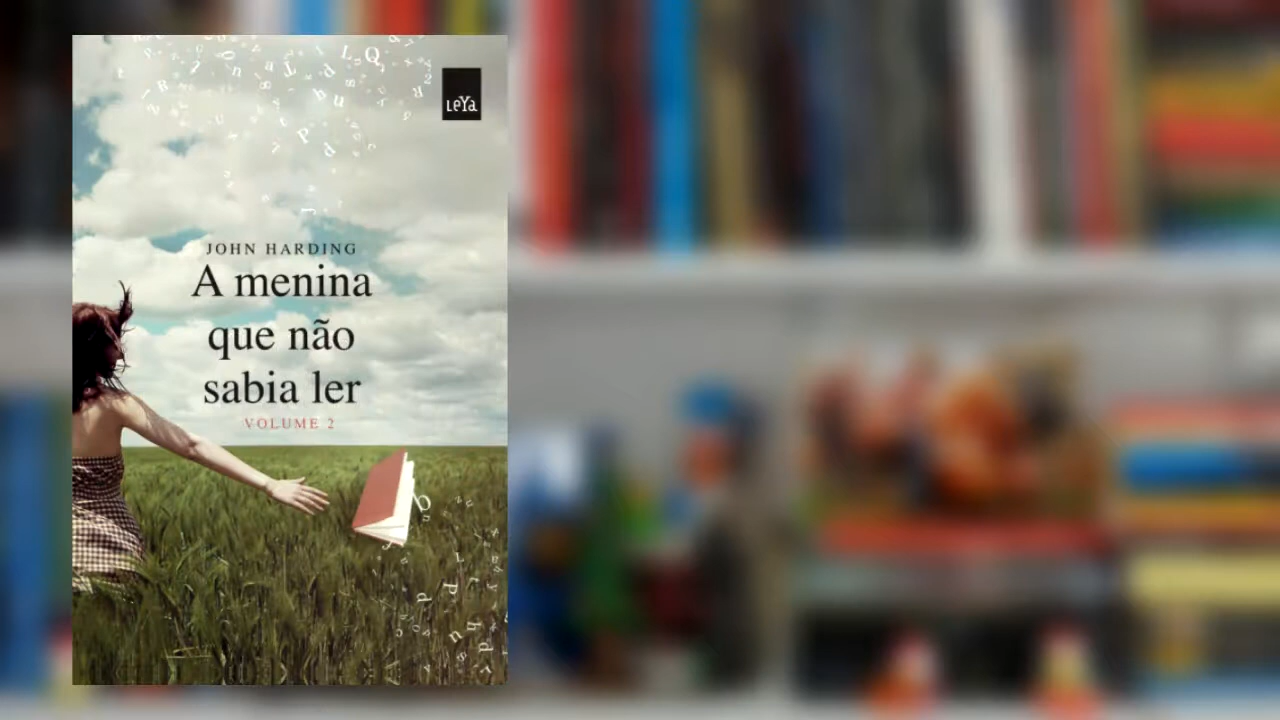 LeYa
JOHN HARDING
A menina
que não
sabia ler
VOLUME 2